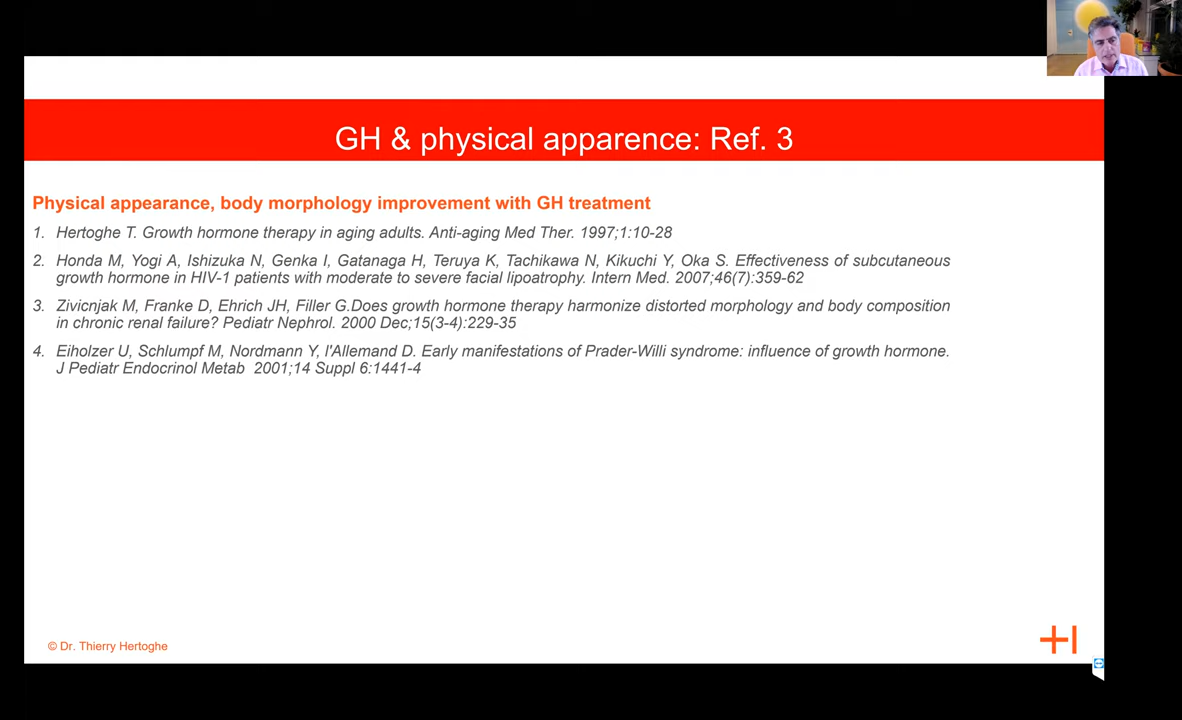 GH & physical apparence: Ref. 3
Physical appearance, body morphology improvement with GH treatment
1. Hertoghe T. Growth hormone therapy in aging adults. Anti-aging Med Ther. 1997;1:10-28
2. Honda M, Yogi A, Ishizuka N, Genka I, Gatanaga H, Teruya K, Tachikawa N, Kikuchi Y, Oka S. Effectiveness of subcutaneous
growth hormone in HIV-1 patients with moderate to severe facial lipoatrophy. Intern Med. 2007;46(7):359-62
3. Zivicnjak M, Franke D, Ehrich JH, Filler G.Does growth hormone therapy harmonize distorted morphology and body composition
in chronic renal failure? Pediatr Nephrol. 2000 Dec;15(3-4):229-35
4. Eiholzer U, Schlumpf M, Nordmann Y, l'Allemand D. Early manifestations of Prader-Willi syndrome: influence of growth hormone.
J Pediatr Endocrinol Metab 2001;14 Suppl 6:1441-4
© Dr. Thierry Hertoghe